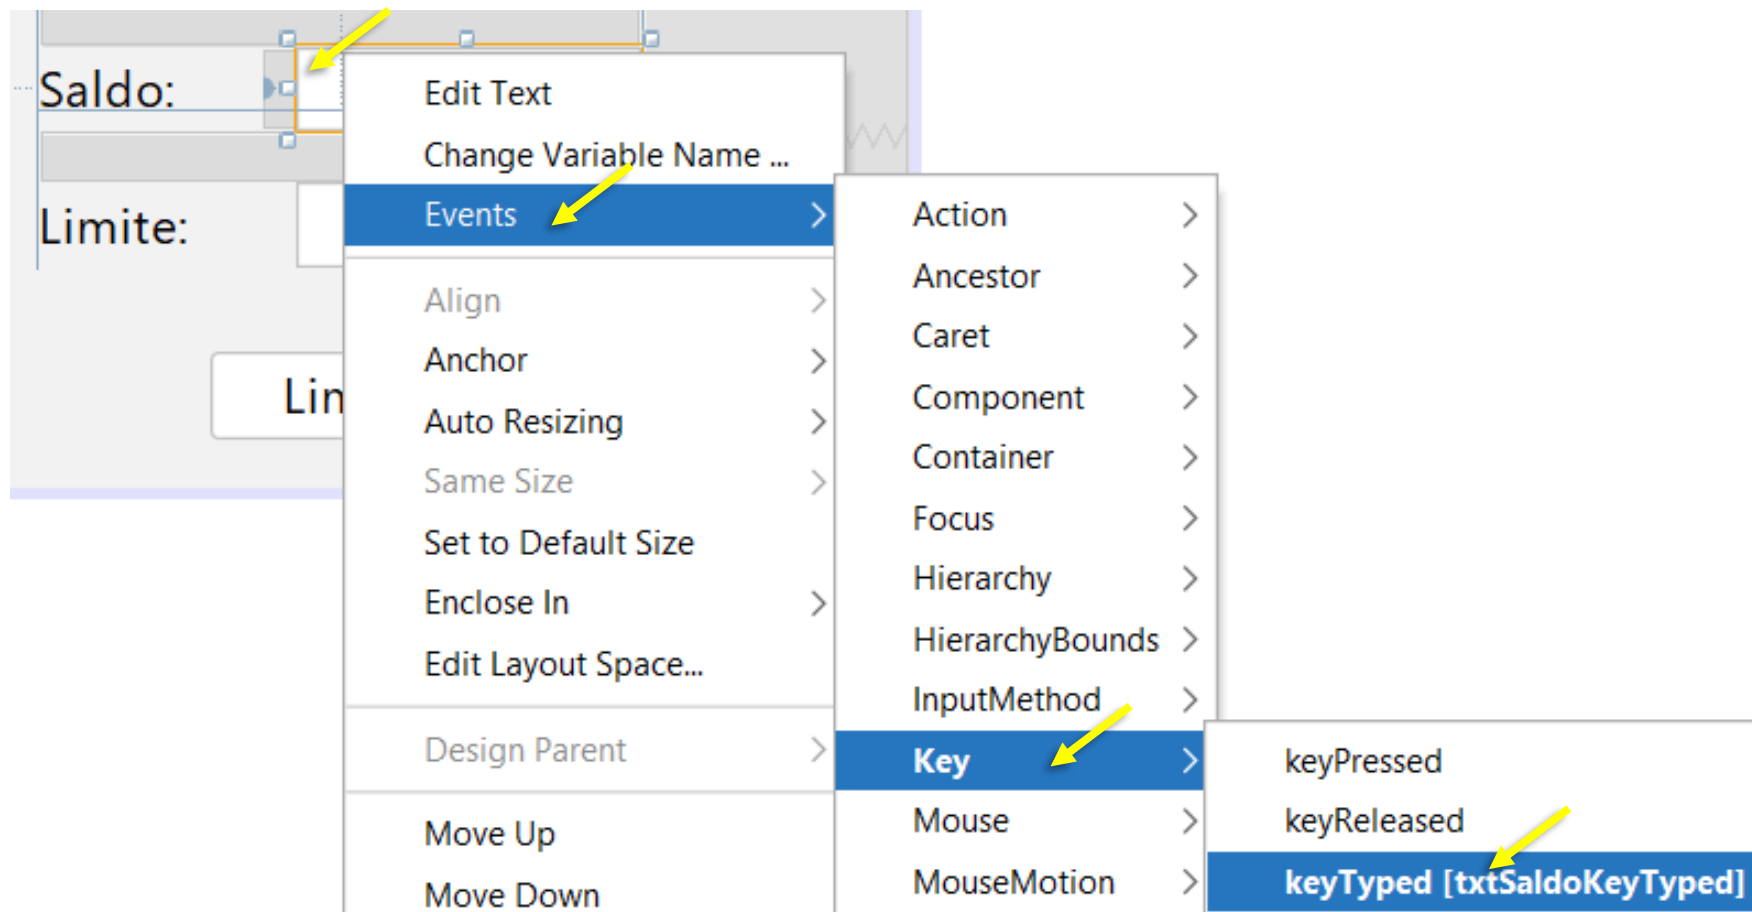 Saldo:
Limite:
Lin
Edit Text
Change Variable Name ...
Events
Align
Anchor
Auto Resizing
Same Size
Set to Default Size
Enclose In
Edit Layout Space...
Design Parent
Move Up
Move Down
Action
Ancestor
Caret
Component
Container
Focus
Hierarchy
HierarchyBounds
InputMethod
Key
Mouse
MouseMotion
keyPressed
keyReleased
keyTyped [txtSaldoKeyTyped]